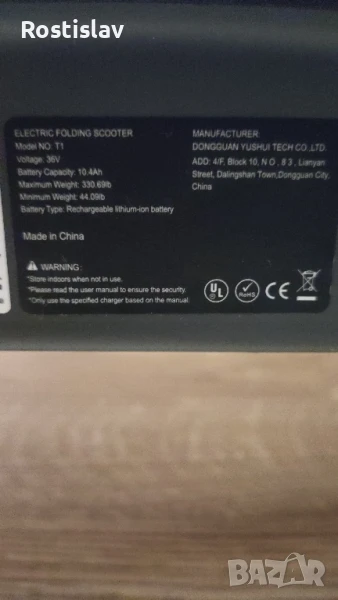 Rostislav
ELECTRIC FOLDING SCOOTER
Model NO: T1
Voltage: 36V
Battery Capacity: 10.4Ah
Maximum Weight: 330.69lb
Minimum Weight: 44.09lb
Battery Type: Rechargeable lithium-ion battery
Made in China
MANUFACTURER:
DONGGUAN YUSHUI TECH CO.,LTD.
ADD: 4/F, Block 10, N O , 8 3 , Lianyan
Street, Dalingshan Town,Dongguan City,
China
WARNING:
*Store indoors when not in use.
*Please read the user manual to ensure the security.
*Only use the specified charger based on the manual.
UL
RoHS
CE
BAZAR